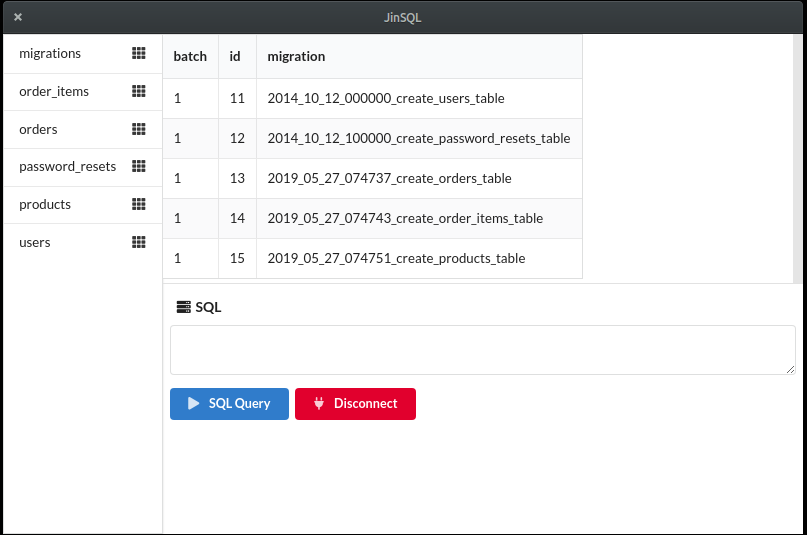 JinSQL
migrations
order_items
orders
password_resets
products
users
batch id migration
1 11 2014_10_12_000000_create_users_table
1 12 2014_10_12_100000_create_password_resets_table
1 13 2019_05_27_074737_create_orders_table
1 14 2019_05_27_074743_create_order_items_table
1 15 2019_05_27_074751_create_products_table
SQL
SQL Query Disconnect